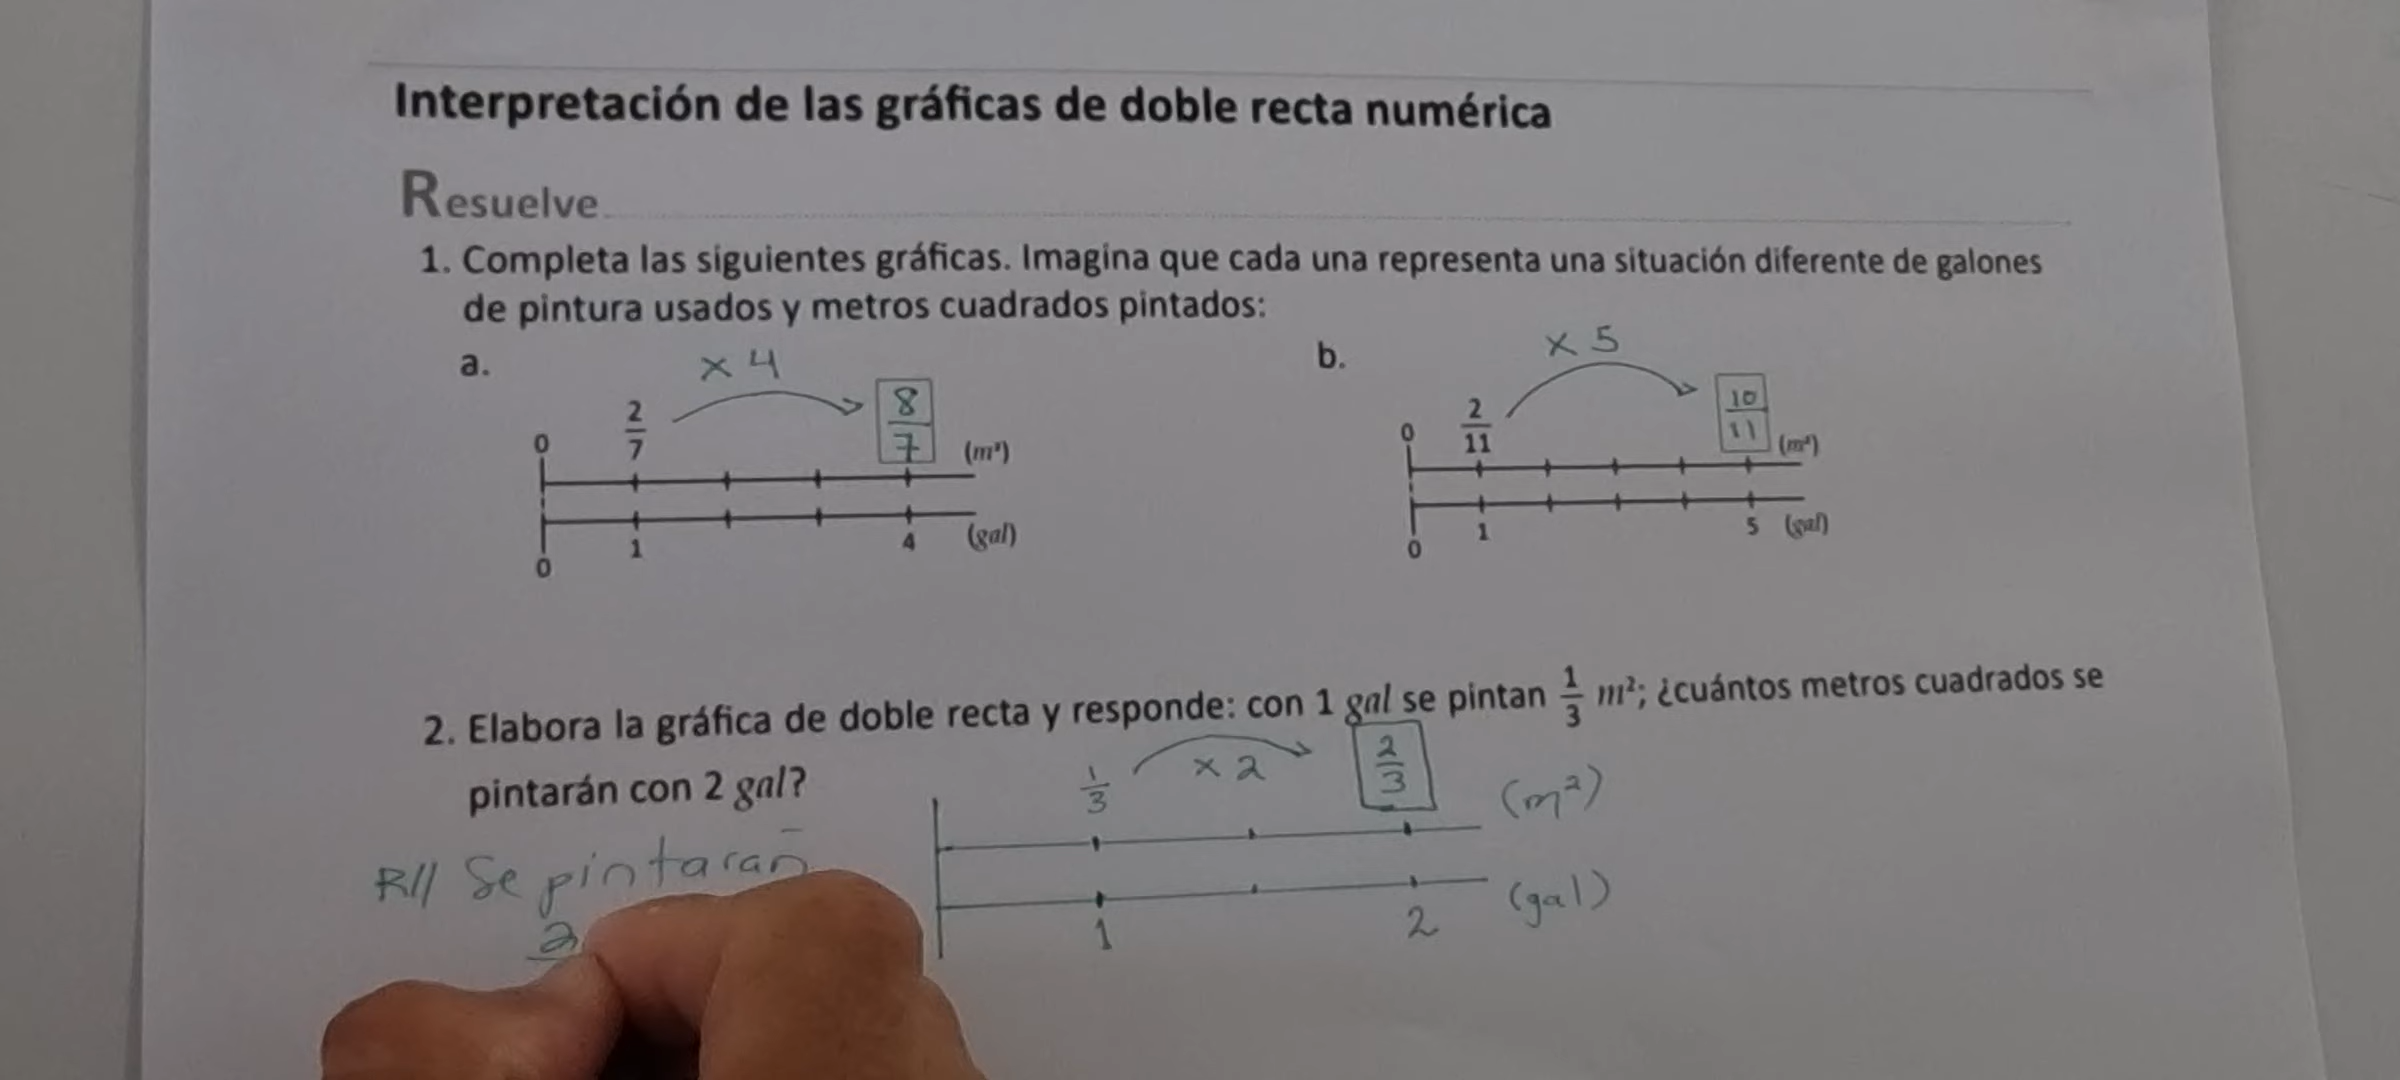 Interpretación de las gráficas de doble recta numérica
Resuelve
1. Completa las siguientes gráficas. Imagina que cada una representa una situación diferente de galones
de pintura usados y metros cuadrados pintados:
a.
× 4
0
2/7
8/7
(m²)
1
4
(gal)
0
b.
× 5
0
2/11
10/11
(m²)
1
5
(gal)
0
2. Elabora la gráfica de doble recta y responde: con 1 gal se pintan 1/3 m²; ¿cuántos metros cuadrados se
pintarán con 2 gal?
1/3
× 2
2/3
(m²)
1
2
(gal)
R// Se pintarán
2